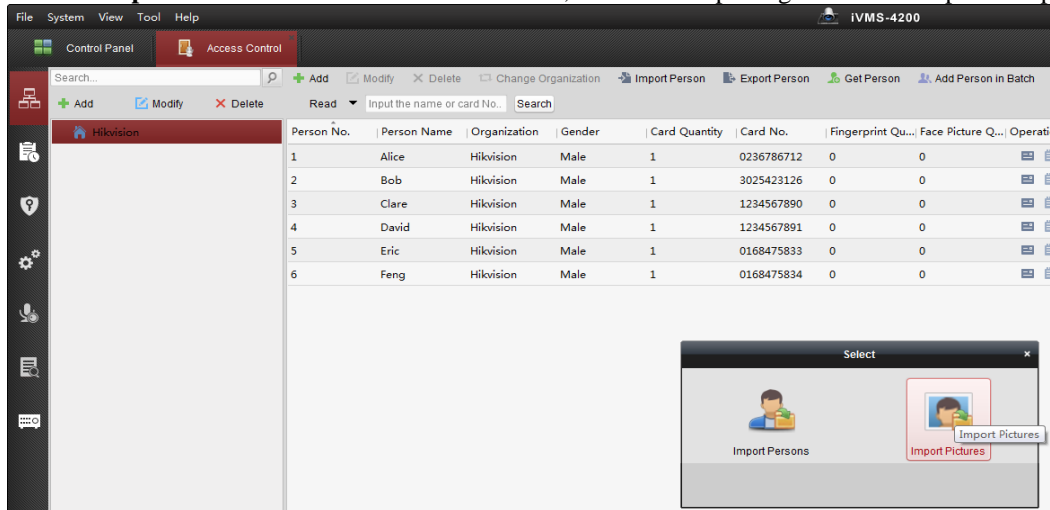 File System View Tool Help iVMS-4200
Control Panel Access Control
Search... Add Modify Delete Change Organization Import Person Export Person Get Person Add Person in Batch
Add Modify Delete Read Input the name or card No.. Search
Hikvision Person No. Person Name Organization Gender Card Quantity Card No. Fingerprint Qu... Face Picture Q... Operati
1 Alice Hikvision Male 1 0236786712 0 0
2 Bob Hikvision Male 1 3025423126 0 0
3 Clare Hikvision Male 1 1234567890 0 0
4 David Hikvision Male 1 1234567891 0 0
5 Eric Hikvision Male 1 0168475833 0 0
6 Feng Hikvision Male 1 0168475834 0 0
Select
Import Pictures
Import Persons Import Pictures